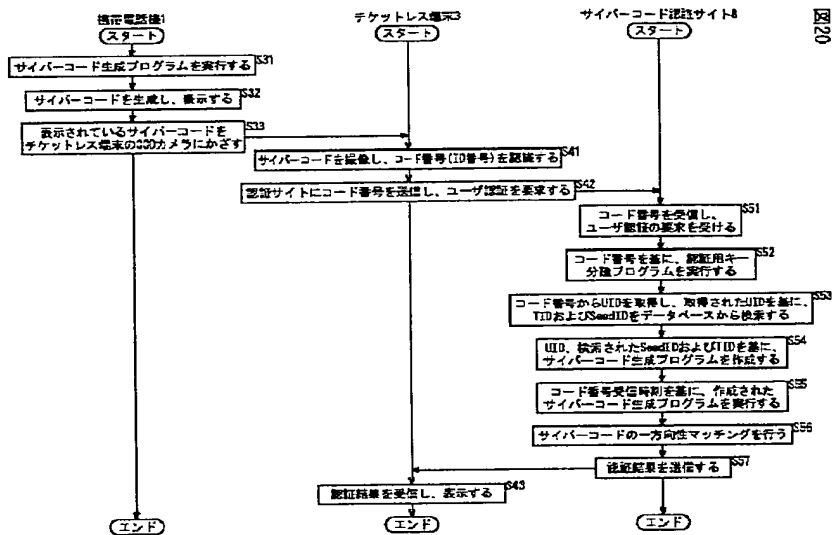 図20
携帯電話機1
スタート
サイバーコード生成プログラムを実行する
S31
サイバーコードを生成し、表示する
S32
表示されているサイバーコードを
チケットレス端末のCCDカメラにかざす
S33
エンド
チケットレス端末3
スタート
サイバーコードを撮像し、コード番号(ID番号)を認識する
S41
認証サイトにコード番号を送信し、ユーザ認証を要求する
S42
認証結果を受信し、表示する
S43
エンド
サイバーコード認証サイト8
スタート
コード番号を受信し、
ユーザ認証の要求を受ける
S51
コード番号を基に、認証用キー
分離プログラムを実行する
S52
コード番号からUIDを取得し、取得されたUIDを基に、
TIDおよびSeedIDをデータベースから検索する
S53
UID、検索されたSeedIDおよびTIDを基に、
サイバーコード生成プログラムを作成する
S54
コード番号受信時刻を基に、作成された
サイバーコード生成プログラムを実行する
S55
サイバーコードの一方向性マッチングを行う
S56
認証結果を送信する
S57
エンド